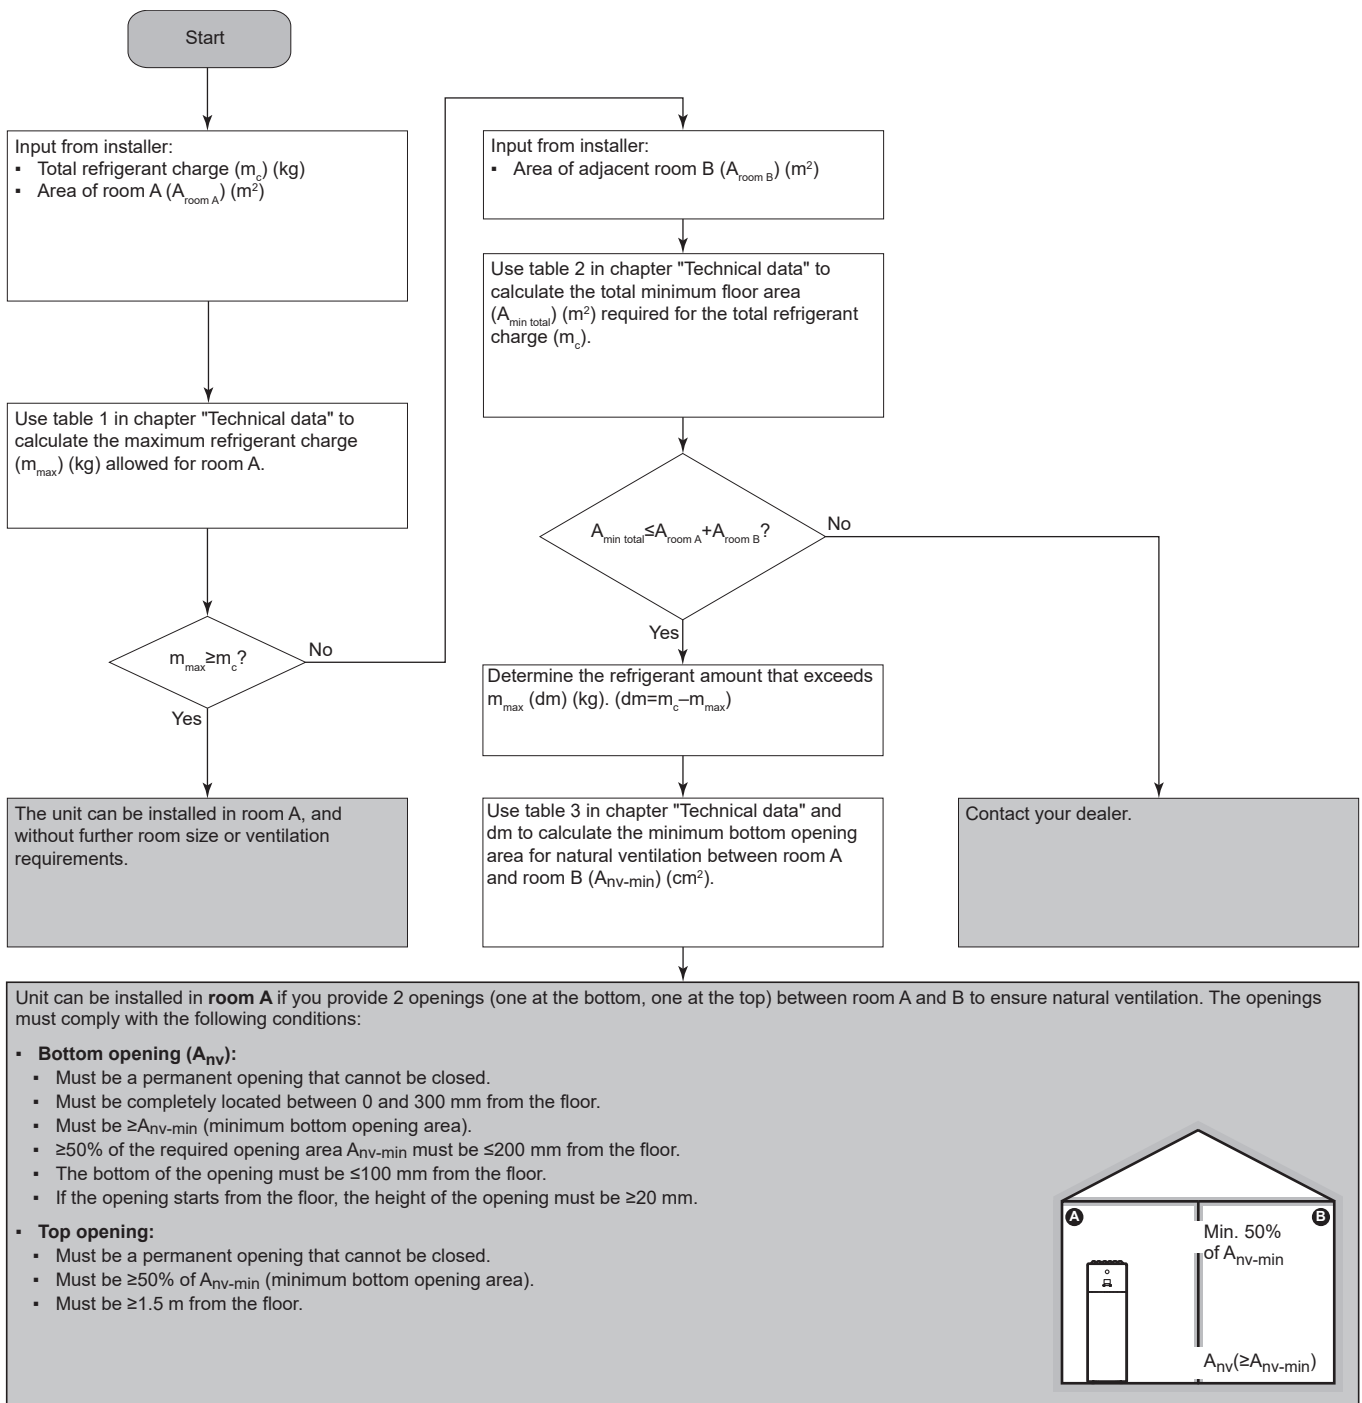 Start
Input from installer:
▪ Total refrigerant charge (mc) (kg)
▪ Area of room A (Aroom A) (m²)
Use table 1 in chapter "Technical data" to
calculate the maximum refrigerant charge
(mmax) (kg) allowed for room A.
mmax≥mc?
No
Yes
The unit can be installed in room A, and
without further room size or ventilation
requirements.
Input from installer:
▪ Area of adjacent room B (Aroom B) (m²)
Use table 2 in chapter "Technical data" to
calculate the total minimum floor area
(Amin total) (m²) required for the total refrigerant
charge (mc).
Amin total≤Aroom A+Aroom B?
No
Yes
Determine the refrigerant amount that exceeds
mmax (dm) (kg). (dm=mc–mmax)
Use table 3 in chapter "Technical data" and
dm to calculate the minimum bottom opening
area for natural ventilation between room A
and room B (Anv-min) (cm²).
Contact your dealer.
Unit can be installed in room A if you provide 2 openings (one at the bottom, one at the top) between room A and B to ensure natural ventilation. The openings
must comply with the following conditions:
▪ Bottom opening (Anv):
▪ Must be a permanent opening that cannot be closed.
▪ Must be completely located between 0 and 300 mm from the floor.
▪ Must be ≥Anv-min (minimum bottom opening area).
▪ ≥50% of the required opening area Anv-min must be ≤200 mm from the floor.
▪ The bottom of the opening must be ≤100 mm from the floor.
▪ If the opening starts from the floor, the height of the opening must be ≥20 mm.
▪ Top opening:
▪ Must be a permanent opening that cannot be closed.
▪ Must be ≥50% of Anv-min (minimum bottom opening area).
▪ Must be ≥1.5 m from the floor.
A
B
Min. 50%
of Anv-min
Anv(≥Anv-min)